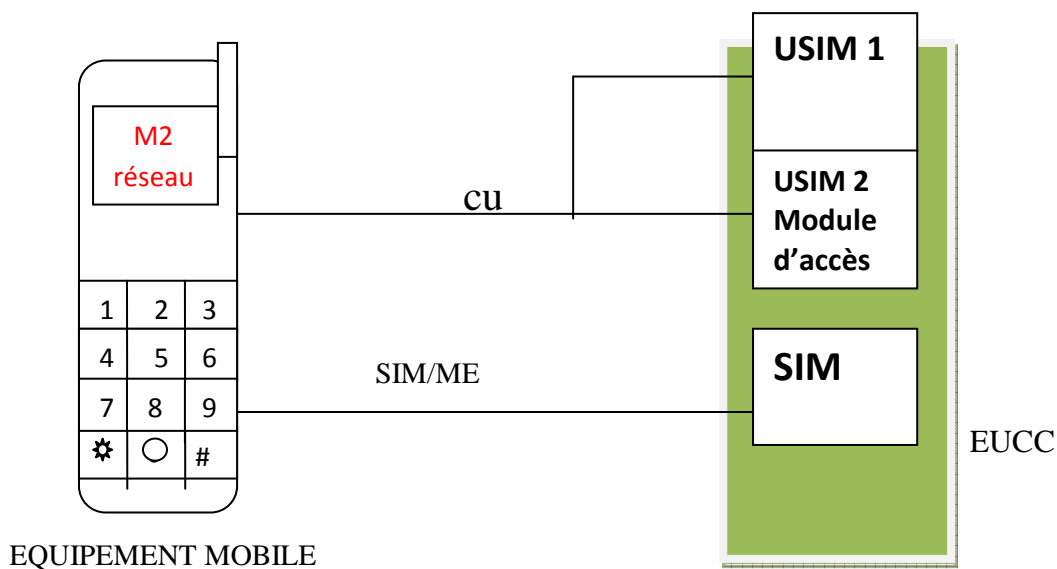 M2
réseau
1 2 3
4 5 6
7 8 9
#
EQUIPEMENT MOBILE
cu
SIM/ME
USIM 1
USIM 2
Module
d'accès
SIM
EUCC